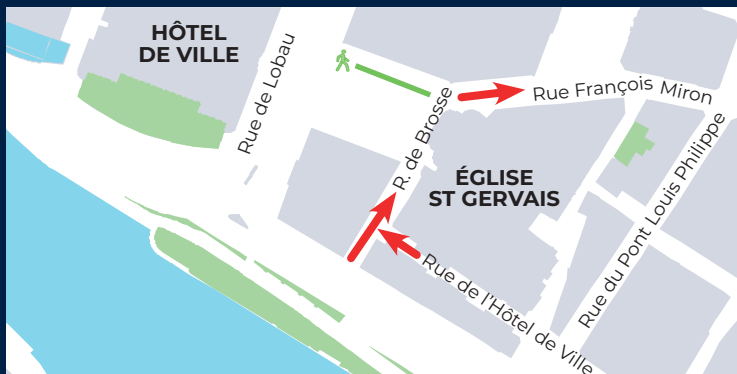 HÔTEL
DE VILLE
Rue de Lobau
Rue François Miron
R. de Brosse
ÉGLISE
ST GERVAIS
Rue du Pont Louis Philippe
Rue de l'Hôtel de Ville